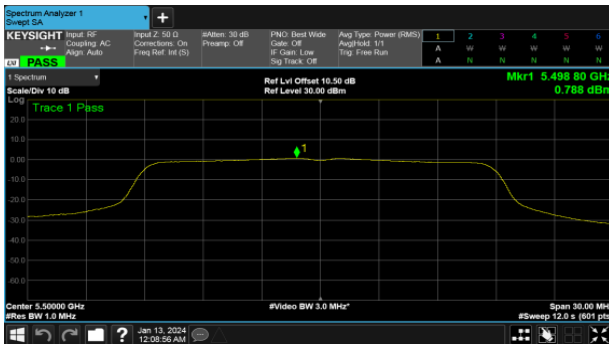 Spectrum Analyzer 1
Swept SA
+
KEYSIGHT Input: RF Input Z: 50 Ω #Atten: 30 dB PNO: Best Wide Avg Type: Power (RMS) 1 2 3 4 5 6
Coupling: AC Corrections: On Preamp: Off Gate: Off Avg|Hold: 1/1 A W W W W W
Align: Auto Freq Ref: Int (S) IF Gain: Low Trig: Free Run A N N N N N
Sig Track: Off
LXI PASS
1 Spectrum Ref Lvl Offset 10.50 dB Mkr1 5.498 80 GHz
Scale/Div 10 dB Ref Level 30.00 dBm 0.788 dBm
Log
Trace 1 Pass
20.0
10.0
1
0.00
-10.0
-20.0
-30.0
-40.0
-50.0
-60.0
Center 5.50000 GHz #Video BW 3.0 MHz* Span 30.00 MHz
#Res BW 1.0 MHz #Sweep 12.0 s (601 pts)
? Jan 13, 2024
12:08:56 AM